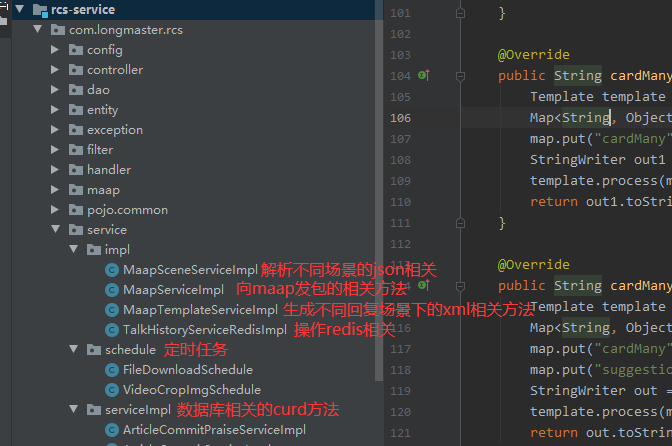 rcs-service
com.longmaster.rcs
config
controller
dao
entity
exception
filter
handler
maap
pojo.common
service
impl
MaapSceneServiceImpl 解析不同场景的json相关
MaapServiceImpl 向maap发包的相关方法
MaapTemplateServiceImpl 生成不同回复场景下的xml相关方法
TalkHistoryServiceRedisImpl 操作redis相关
schedule 定时任务
FileDownloadSchedule
VideoCropImgSchedule
serviceImpl 数据库相关的curd方法
ArticleCommitPraiseServiceImpl
101 }
102
103 @Override
104 public String cardMany
105 Template template
106 Map<String, Object
107 map.put("cardMany"
108 StringWriter out1
109 template.process(m
110 return out1.toStri
111 }
112
113 @Override
114 public String cardMany
115 Template template
116 Map<String, Object
117 map.put("cardMany"
118 map.put("suggestio
119 StringWriter out =
120 template.process(m
121 return out.toStrin